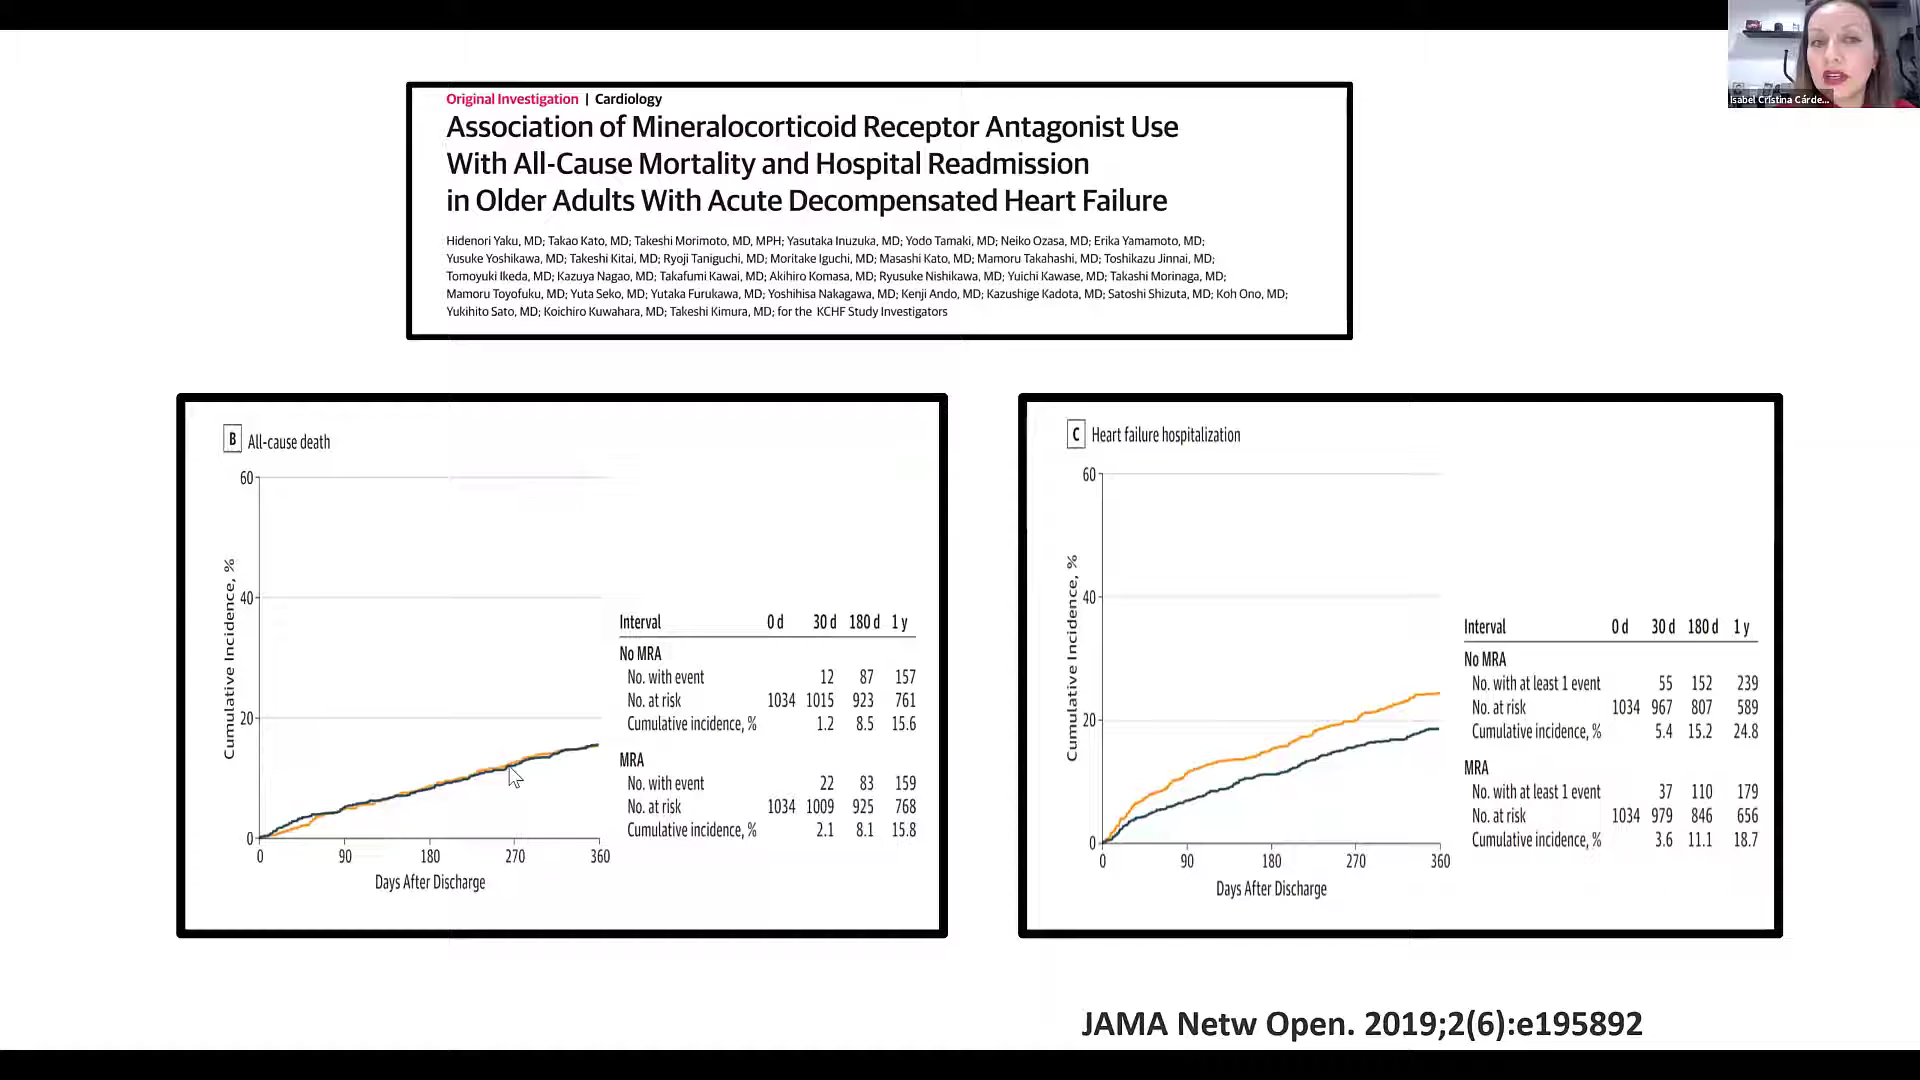 Isabel Cristina Cárde...
Original Investigation | Cardiology
Association of Mineralocorticoid Receptor Antagonist Use
With All-Cause Mortality and Hospital Readmission
in Older Adults With Acute Decompensated Heart Failure
Hidenori Yaku, MD; Takao Kato, MD; Takeshi Morimoto, MD, MPH; Yasutaka Inuzuka, MD; Yodo Tamaki, MD; Neiko Ozasa, MD; Erika Yamamoto, MD;
Yusuke Yoshikawa, MD; Takeshi Kitai, MD; Ryoji Taniguchi, MD; Moritake Iguchi, MD; Masashi Kato, MD; Mamoru Takahashi, MD; Toshikazu Jinnai, MD;
Tomoyuki Ikeda, MD; Kazuya Nagao, MD; Takafumi Kawai, MD; Akihiro Komasa, MD; Ryusuke Nishikawa, MD; Yuichi Kawase, MD; Takashi Morinaga, MD;
Mamoru Toyofuku, MD; Yuta Seko, MD; Yutaka Furukawa, MD; Yoshihisa Nakagawa, MD; Kenji Ando, MD; Kazushige Kadota, MD; Satoshi Shizuta, MD; Koh Ono, MD;
Yukihito Sato, MD; Koichiro Kuwahara, MD; Takeshi Kimura, MD; for the KCHF Study Investigators
B All-cause death
60
40
20
0
Cumulative Incidence, %
0 90 180 270 360
Days After Discharge
Interval 0 d 30 d 180 d 1 y
No MRA
No. with event 12 87 157
No. at risk 1034 1015 923 761
Cumulative incidence, % 1.2 8.5 15.6
MRA
No. with event 22 83 159
No. at risk 1034 1009 925 768
Cumulative incidence, % 2.1 8.1 15.8
C Heart failure hospitalization
60
40
20
0
Cumulative Incidence, %
0 90 180 270 360
Days After Discharge
Interval 0 d 30 d 180 d 1 y
No MRA
No. with at least 1 event 55 152 239
No. at risk 1034 967 807 589
Cumulative incidence, % 5.4 15.2 24.8
MRA
No. with at least 1 event 37 110 179
No. at risk 1034 979 846 656
Cumulative incidence, % 3.6 11.1 18.7
JAMA Netw Open. 2019;2(6):e195892